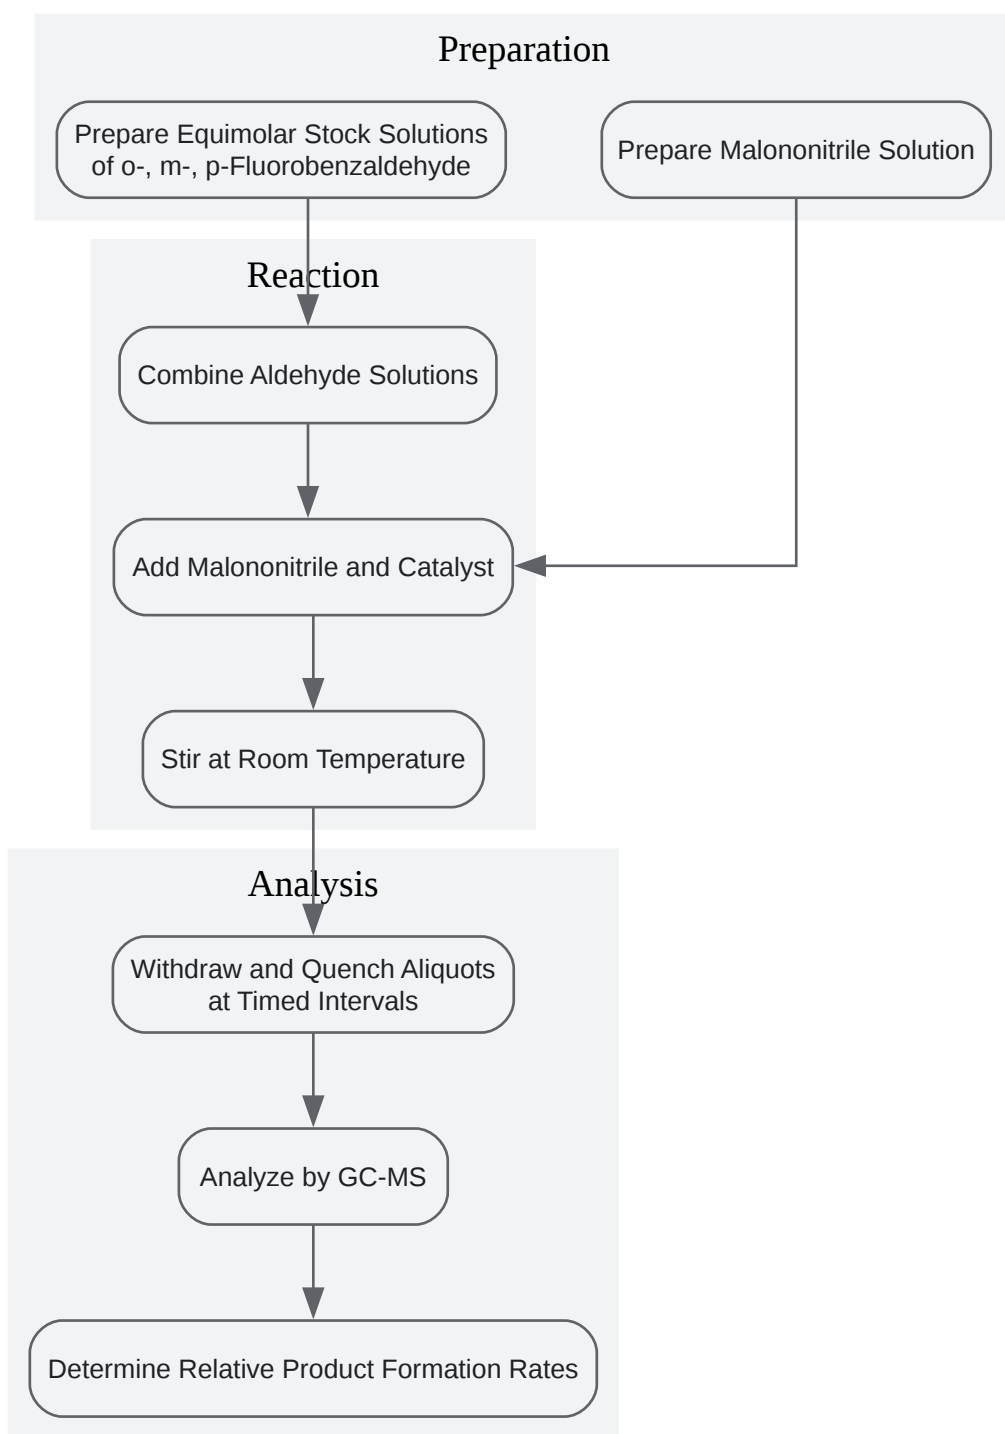 Preparation
Prepare Equimolar Stock Solutions
of o-, m-, p-Fluorobenzaldehyde
Prepare Malononitrile Solution
Reaction
Combine Aldehyde Solutions
Add Malononitrile and Catalyst
Stir at Room Temperature
Analysis
Withdraw and Quench Aliquots
at Timed Intervals
Analyze by GC-MS
Determine Relative Product Formation Rates